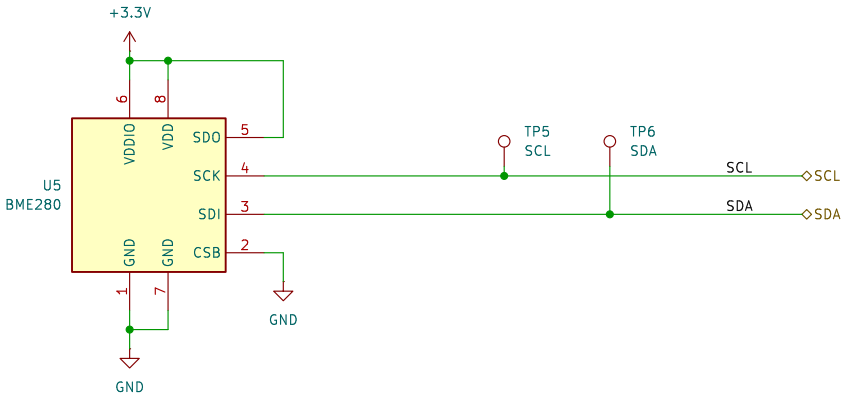 +3.3V
6
8
VDDIO
VDD
SDO
5
TP5
SCL
TP6
SDA
U5
BME280
SCK
4
SCL
SCL
SDI
3
SDA
SDA
CSB
2
GND
GND
1
7
GND
GND